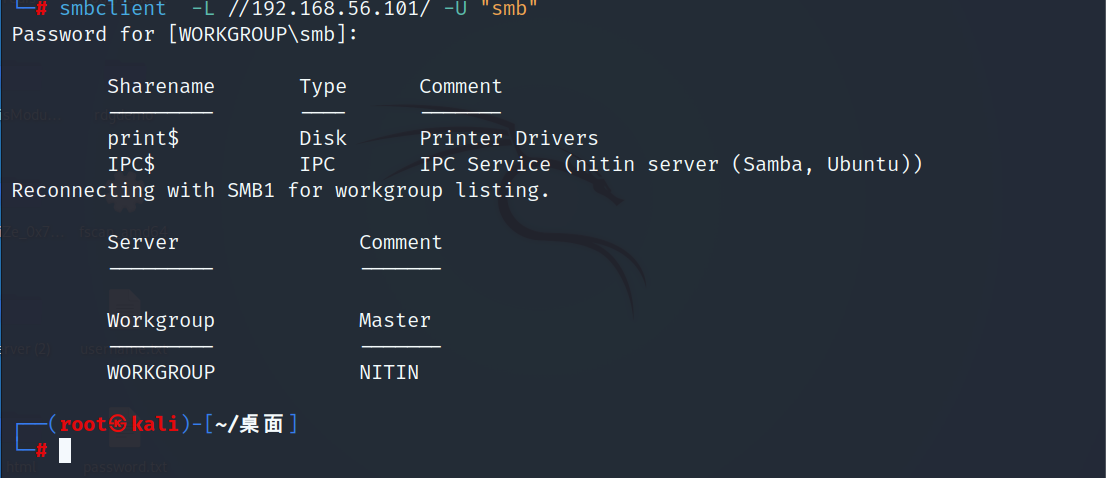 └─# smbclient  -L //192.168.56.101/ -U "smb"
Password for [WORKGROUP\smb]:
Sharename       Type      Comment
---------       ----      -------
print$          Disk      Printer Drivers
IPC$            IPC       IPC Service (nitin server (Samba, Ubuntu))
Reconnecting with SMB1 for workgroup listing.
Server               Comment
---------            -------
Workgroup            Master
---------            -------
WORKGROUP            NITIN
┌──(root㉿kali)-[~/桌面]
└─#
password.txt